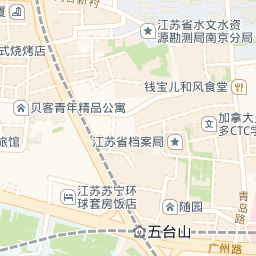 江苏省水文水资
源勘测局南京分局
式烧烤店
钱宝儿和风食堂
贝客青年精品公寓
加拿大
多CTC学
江苏省档案局
旅馆
江苏苏宁环
球套房饭店
随园
青岛路
五台山
广州路